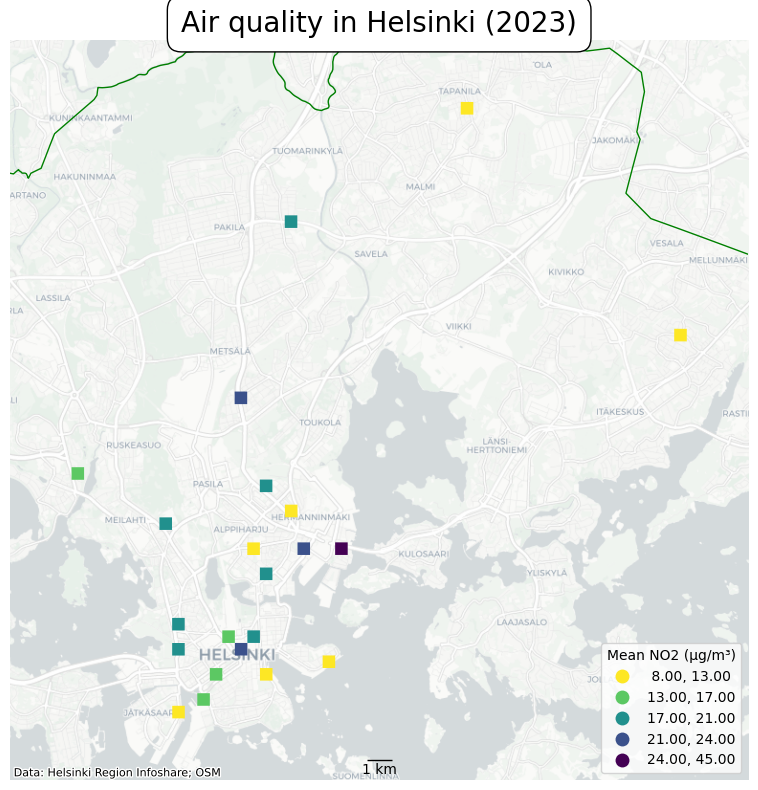 Air quality in Helsinki (2023)
OLA
TAPANILA
KUNINKAANTAMMI
JAKOMÄKI
TUOMARINKYLÄ
HAKUNINMAA
MALMI
ARTANO
PAKILA
VESALA
SAVELA
MELLUNMÄKI
KIVIKKO
LASSILA
ILA
VIIKKI
METSÄLÄ
LI
ITÄKESKUS
RASTI
TOUKOLA
RUSKEASUO
LÄNSI-
HERTTONIEMI
PASILA
MEILAHTI
HERMANNINMÄKI
ALPPIHARJU
KULOSAARI
YLISKYLÄ
LAAJASALO
HELSINKI
JÄTKÄSAARI
SUOMENLINNA
Mean NO2 (µg/m³)
8.00, 13.00
13.00, 17.00
17.00, 21.00
21.00, 24.00
24.00, 45.00
1 km
Data: Helsinki Region Infoshare; OSM